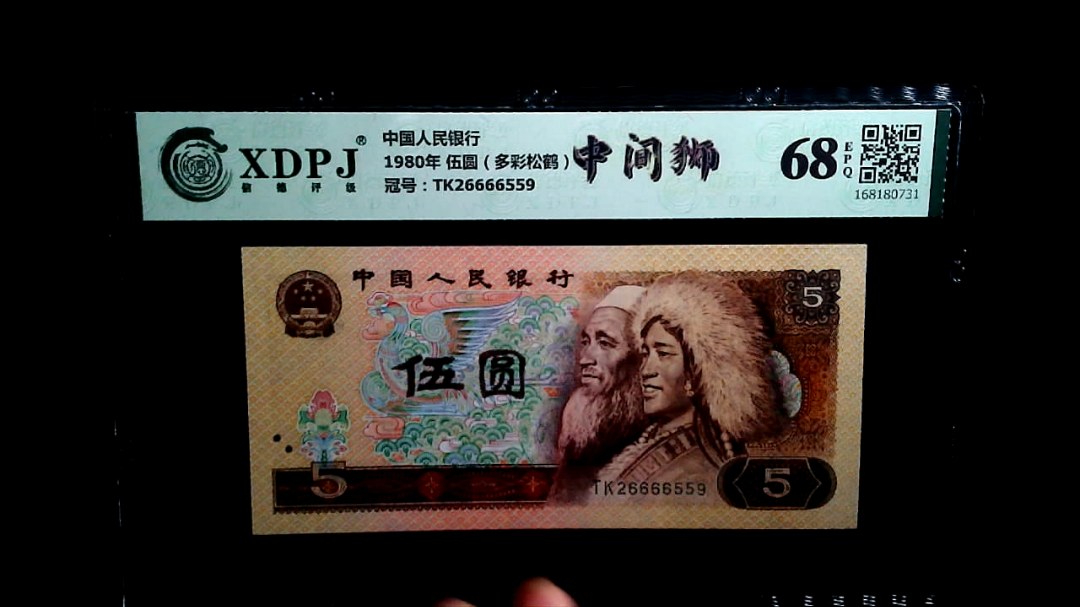 XDPJ®
信德评级
中国人民银行
1980年 伍圆（多彩松鹤）
冠号：TK26666559
中间狮
68
EPQ
168180731
中国人民银行
5
伍圆
5
TK26666559
5